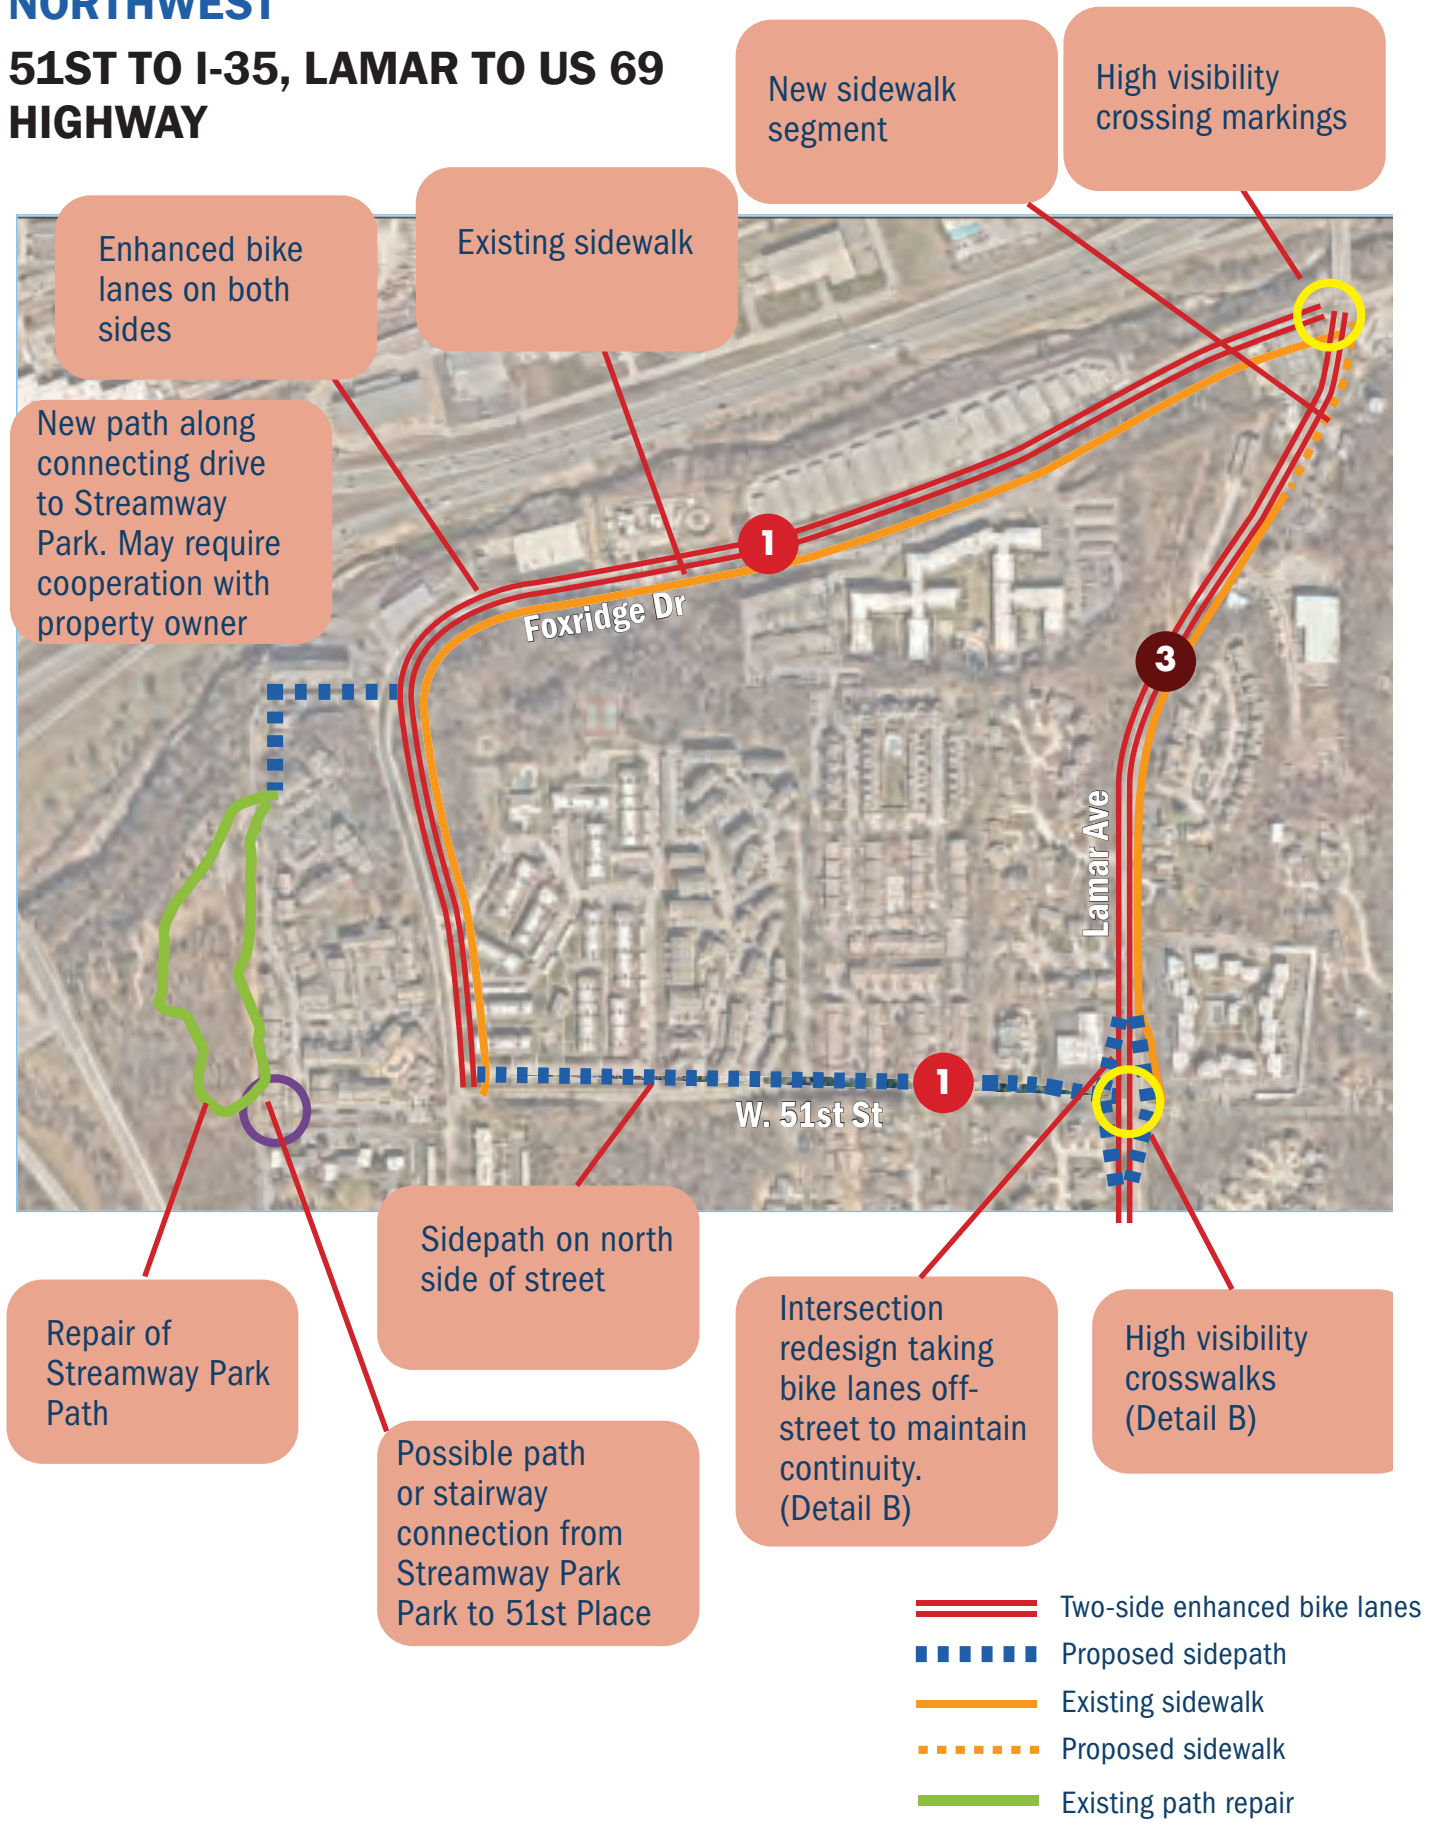 NORTHWEST
51ST TO I-35, LAMAR TO US 69
HIGHWAY
New sidewalk
segment
High visibility
crossing markings
Enhanced bike
lanes on both
sides
Existing sidewalk
New path along
connecting drive
to Streamway
Park. May require
cooperation with
property owner
1
Foxridge Dr
3
Lamar Ave
1
W. 51st St
Sidepath on north
side of street
Repair of
Streamway Park
Path
Intersection
redesign taking
bike lanes off-
street to maintain
continuity.
(Detail B)
High visibility
crosswalks
(Detail B)
Possible path
or stairway
connection from
Streamway Park
Park to 51st Place
Two-side enhanced bike lanes
Proposed sidepath
Existing sidewalk
Proposed sidewalk
Existing path repair